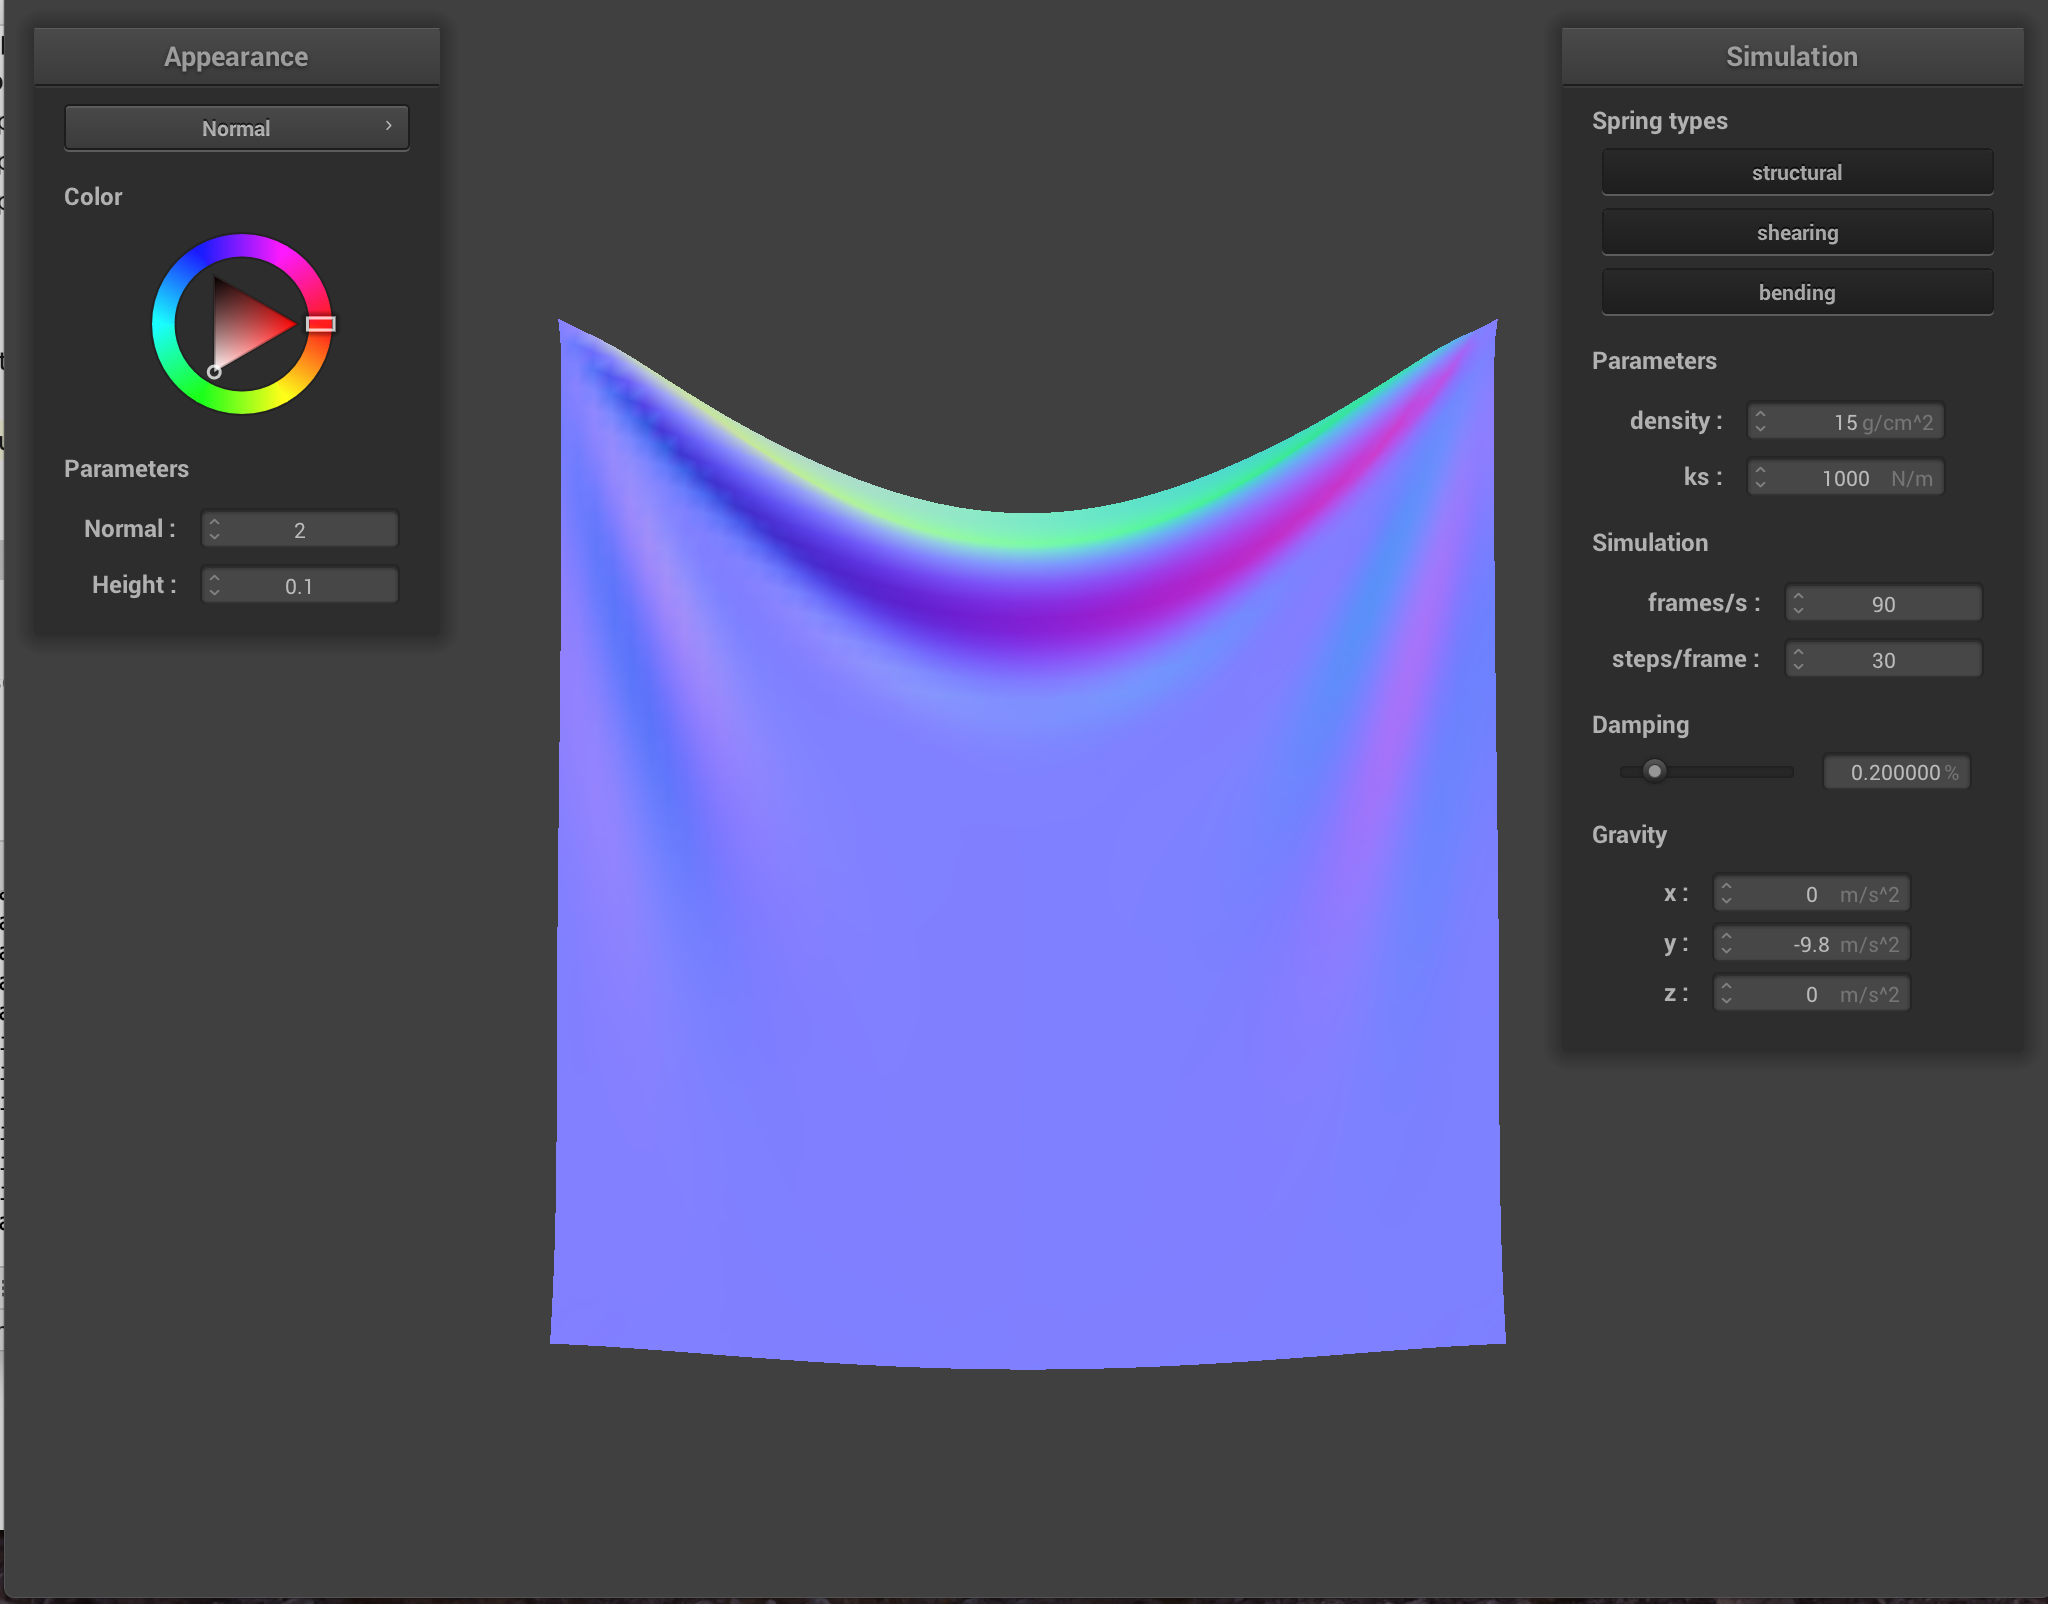 Appearance
Normal
Color
Parameters
Normal : 2
Height : 0.1
Simulation
Spring types
structural
shearing
bending
Parameters
density : 15 g/cm^2
ks : 1000 N/m
Simulation
frames/s : 90
steps/frame : 30
Damping
0.200000 %
Gravity
x : 0 m/s^2
y : -9.8 m/s^2
z : 0 m/s^2